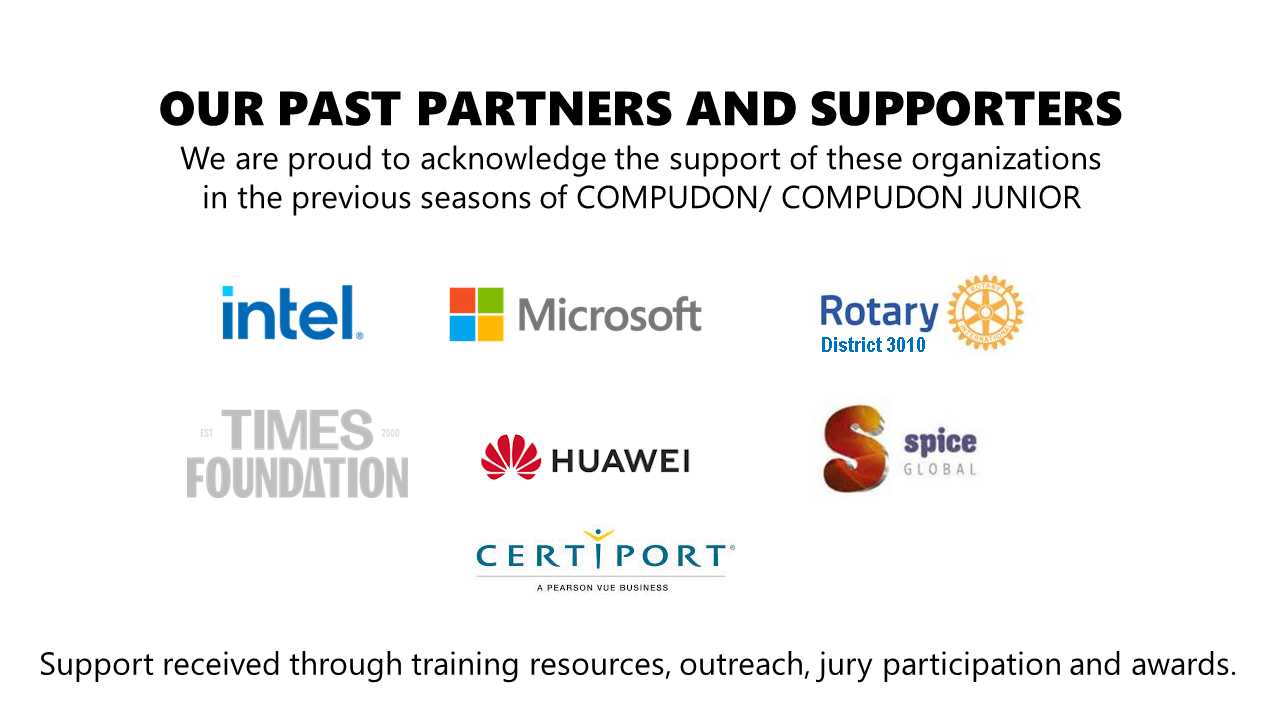 OUR PAST PARTNERS AND SUPPORTERS
We are proud to acknowledge the support of these organizations
in the previous seasons of COMPUDON/ COMPUDON JUNIOR
intel®
Microsoft
Rotary
District 3010
ROTARY
INTERNATIONAL
EST TIMES 2000
FOUNDATION
HUAWEI
spice
GLOBAL
CERTIPORT®
A PEARSON VUE BUSINESS
Support received through training resources, outreach, jury participation and awards.